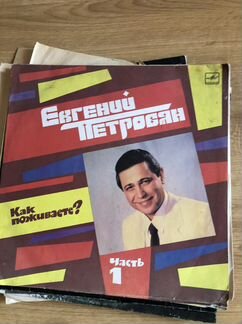 Евгений
Петросян
Как
поживаете?
Часть
1